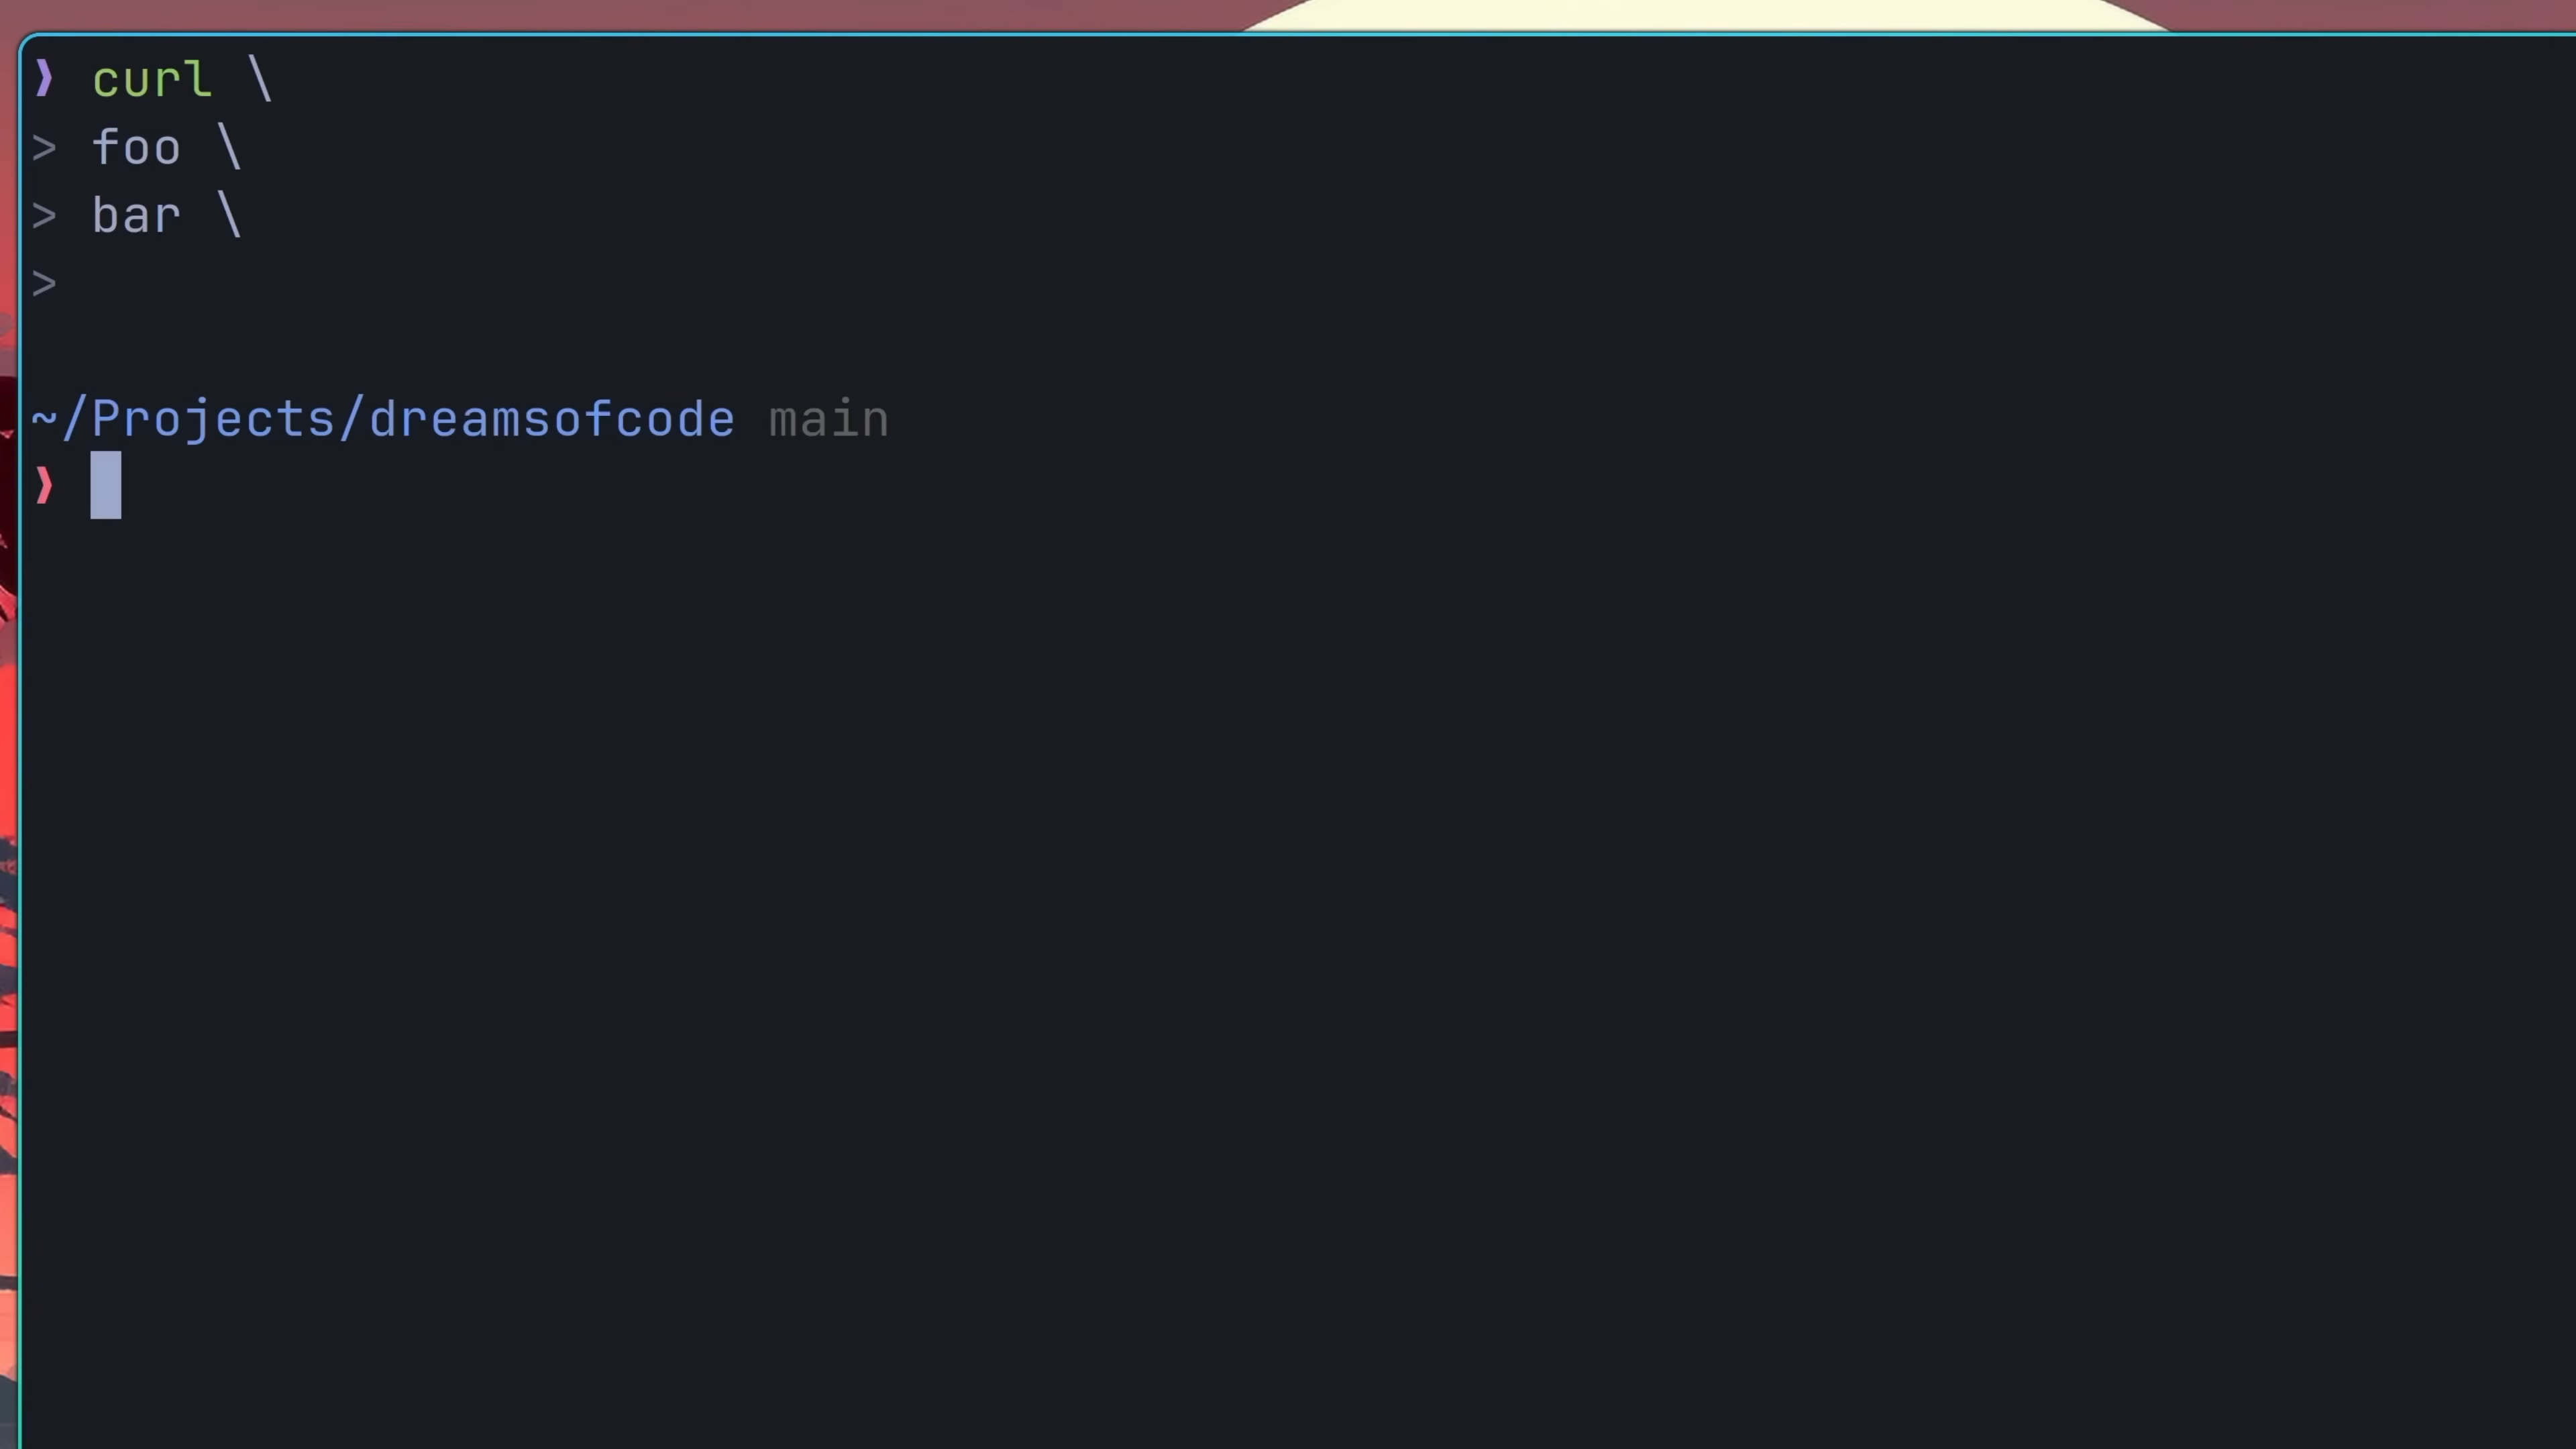 ❯ curl \
> foo \
> bar \
>
~/Projects/dreamsofcode main
❯